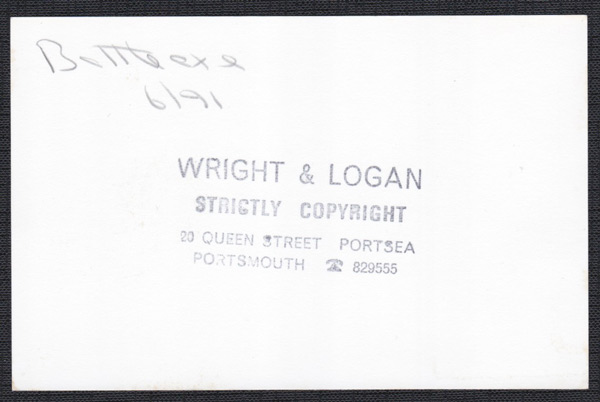 Battleaxe
6/91
WRIGHT & LOGAN
STRICTLY COPYRIGHT
20 QUEEN STREET PORTSEA
PORTSMOUTH ☎ 829555